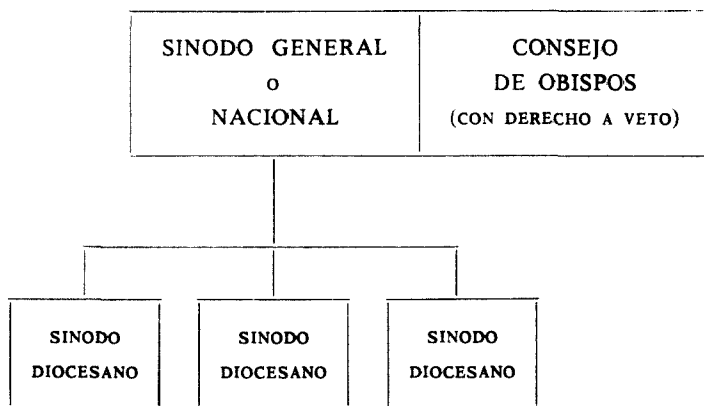 SINODO GENERAL
o
NACIONAL
CONSEJO
DE OBISPOS
(CON DERECHO A VETO)
SINODO
DIOCESANO
SINODO
DIOCESANO
SINODO
DIOCESANO